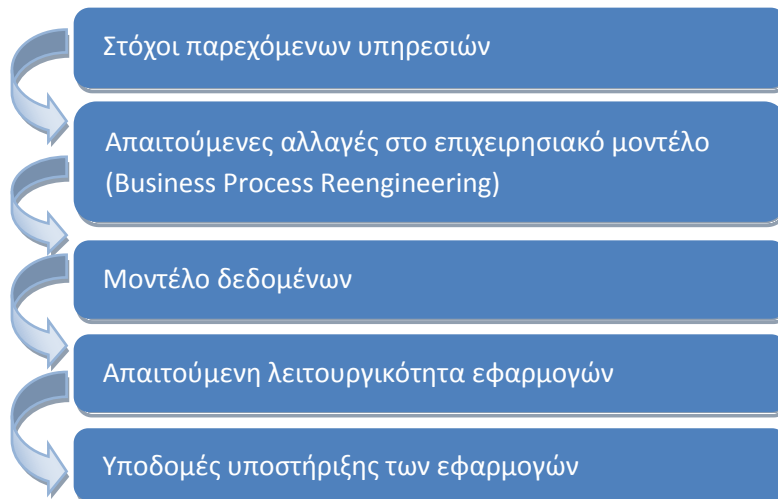 Στόχοι παρεχόμενων υπηρεσιών
Απαιτούμενες αλλαγές στο επιχειρησιακό μοντέλο
(Business Process Reengineering)
Μοντέλο δεδομένων
Απαιτούμενη λειτουργικότητα εφαρμογών
Υποδομές υποστήριξης των εφαρμογών